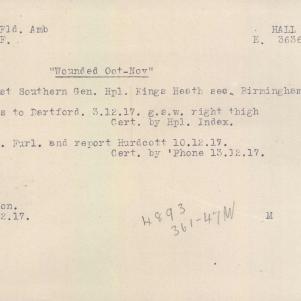 Fld. Amb HALL
F. E. 3636
"Wounded Oct-Nov"
st Southern Gen. Hpl. Kings Heath sec. Birmingham
s to Dartford. 3.12.17. g.s.w. right thigh
Cert. by Hpl. Index.
. Furl. and report Hurdcott 10.12.17.
Cert. by 'Phone 13.12.17.
on.
2.17. M
4893
361-47W